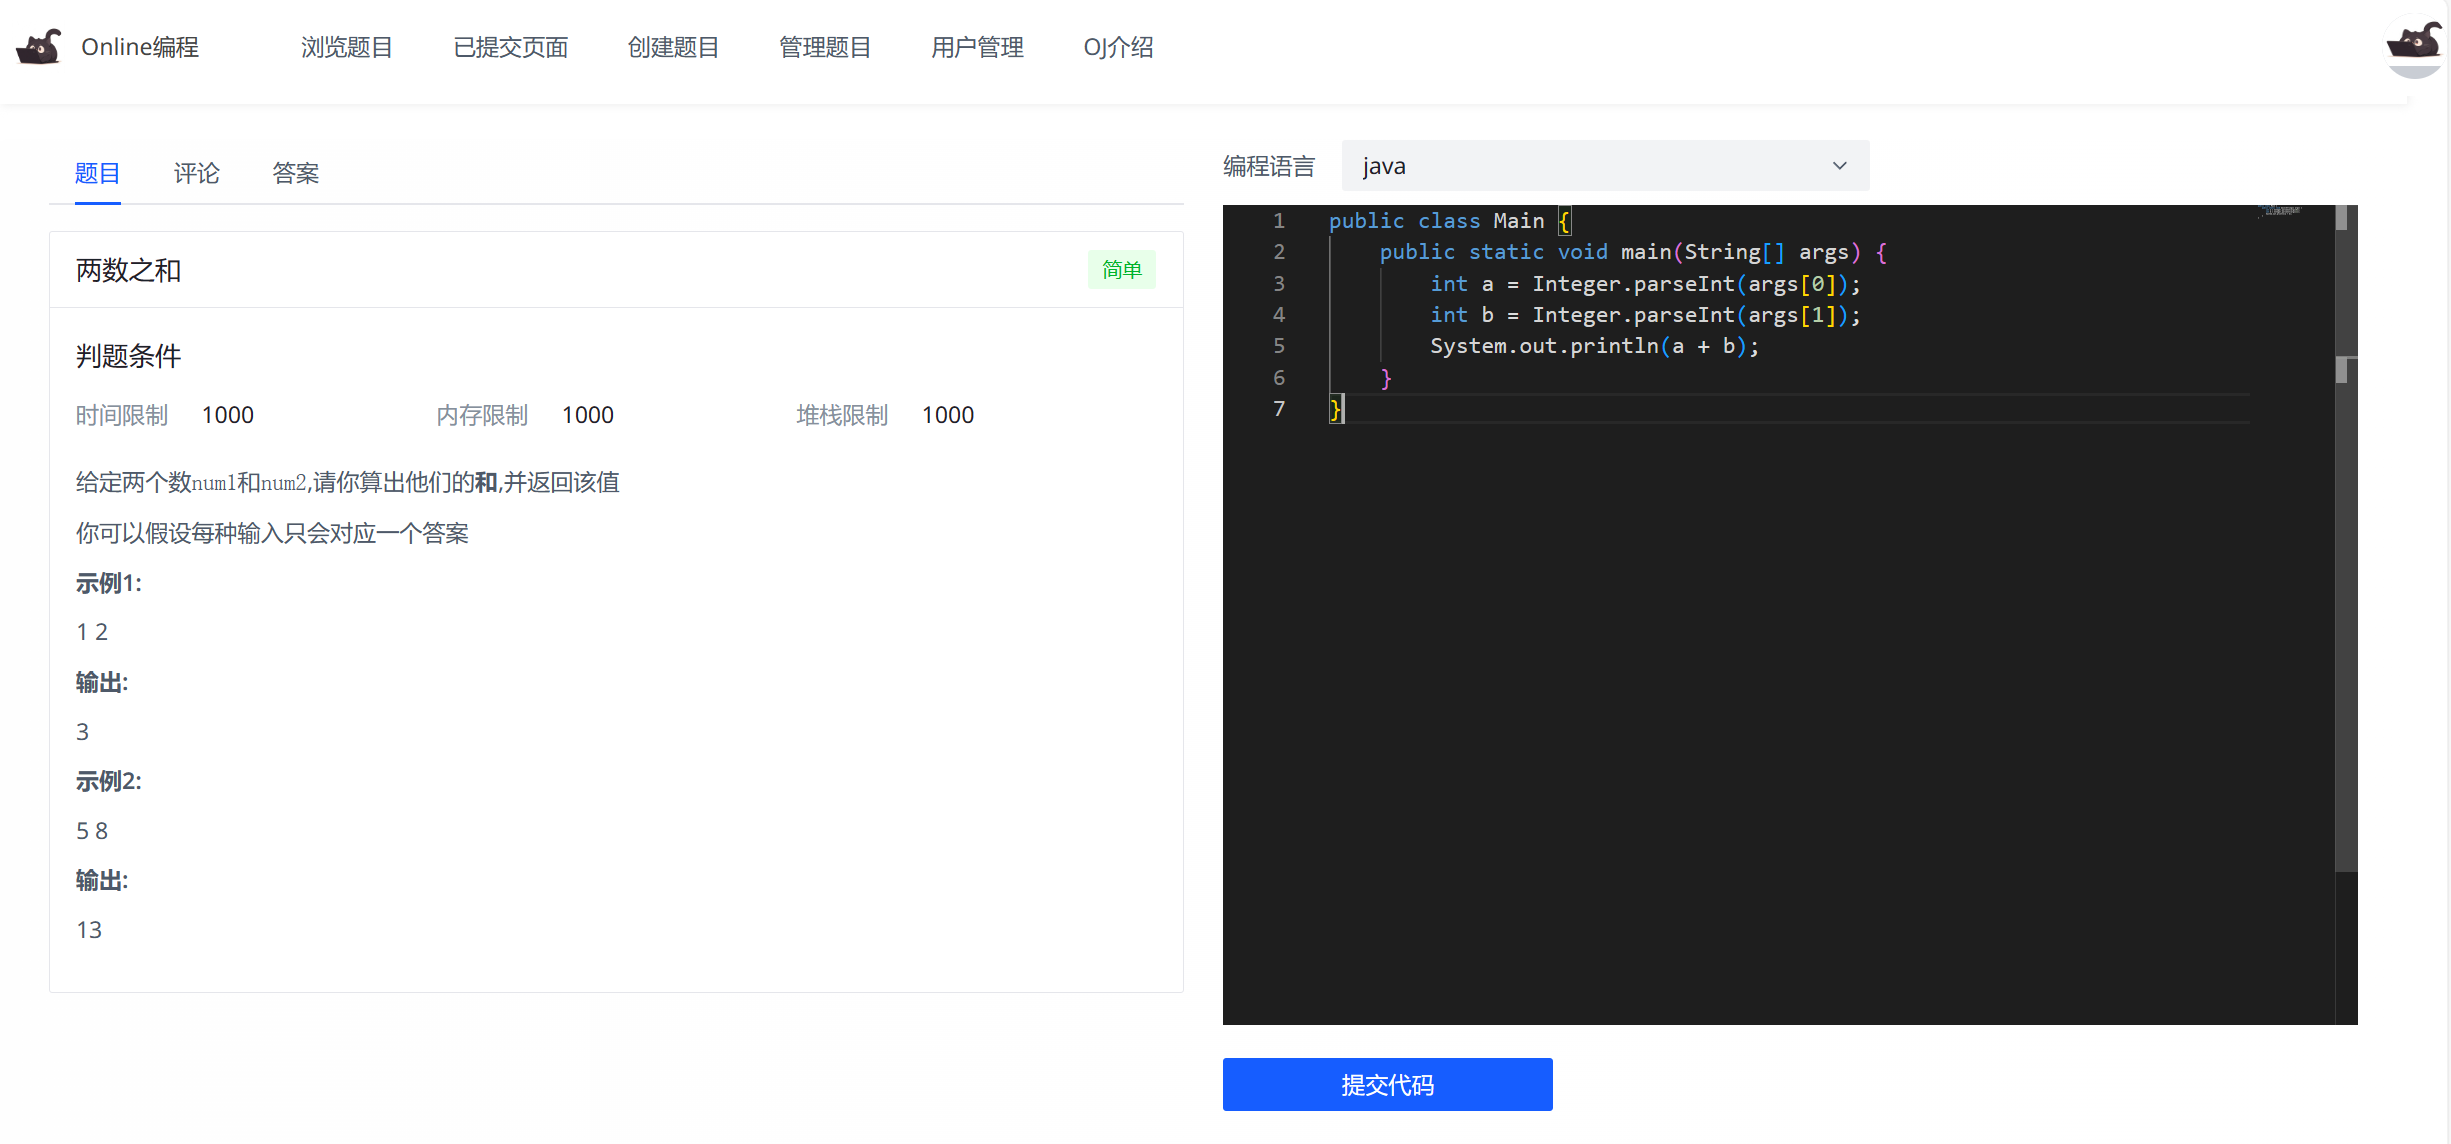 Online编程 浏览题目 已提交页面 创建题目 管理题目 用户管理 OJ介绍
题目 评论 答案
两数之和 简单
判题条件
时间限制 1000 内存限制 1000 堆栈限制 1000
给定两个数num1和num2,请你算出他们的和,并返回该值
你可以假设每种输入只会对应一个答案
示例1:
1 2
输出:
3
示例2:
5 8
输出:
13
编程语言 java
1 public class Main {
2     public static void main(String[] args) {
3         int a = Integer.parseInt(args[0]);
4         int b = Integer.parseInt(args[1]);
5         System.out.println(a + b);
6     }
7 }
提交代码